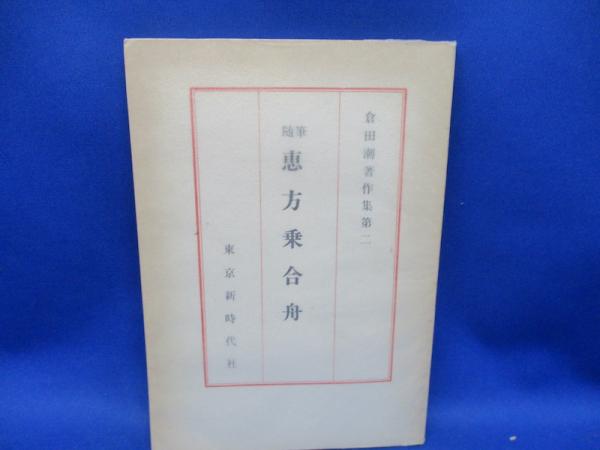 倉田潮著作集第二
随筆
恵方乗合舟
東京新時代社